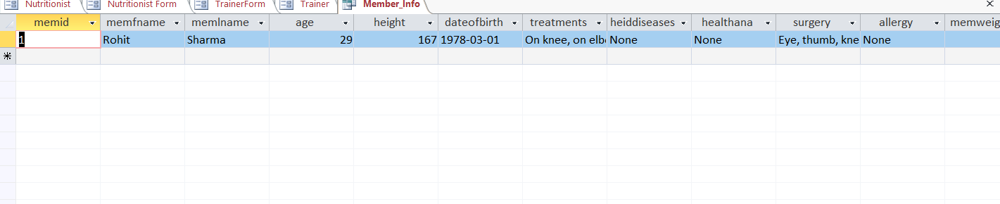 Nutritionist Nutritionist Form TrainerForm Trainer Member_Info
memid memfname memlname age height dateofbirth treatments heiddiseases healthana surgery allergy memweig
1 Rohit Sharma 29 167 1978-03-01 On knee, on elb None None Eye, thumb, kne None